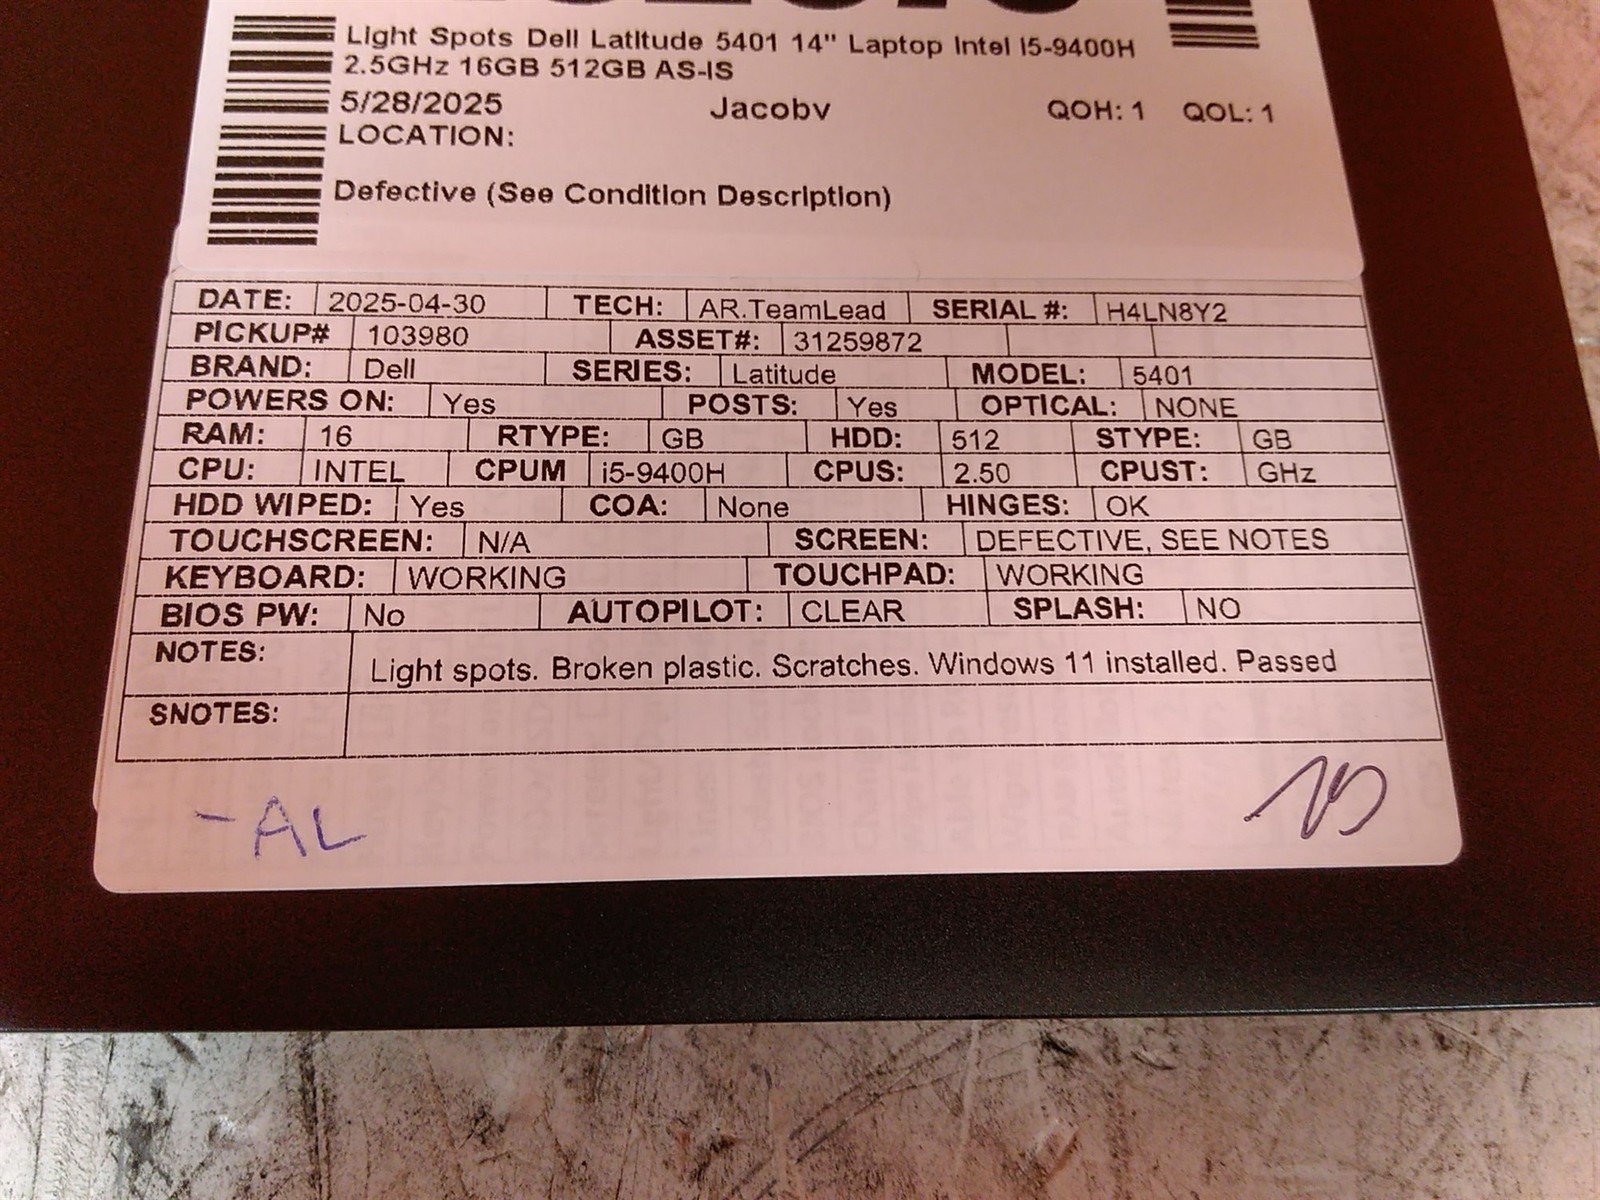 Light Spots Dell Latitude 5401 14" Laptop Intel i5-9400H
2.5GHz 16GB 512GB AS-IS
5/28/2025 Jacobv QOH: 1 QOL: 1
LOCATION:
Defective (See Condition Description)
DATE: 2025-04-30 TECH: AR.TeamLead SERIAL #: H4LN8Y2
PICKUP# 103980 ASSET#: 31259872
BRAND: Dell SERIES: Latitude MODEL: 5401
POWERS ON: Yes POSTS: Yes OPTICAL: NONE
RAM: 16 RTYPE: GB HDD: 512 STYPE: GB
CPU: INTEL CPUM i5-9400H CPUS: 2.50 CPUST: GHz
HDD WIPED: Yes COA: None HINGES: OK
TOUCHSCREEN: N/A SCREEN: DEFECTIVE, SEE NOTES
KEYBOARD: WORKING TOUCHPAD: WORKING
BIOS PW: No AUTOPILOT: CLEAR SPLASH: NO
NOTES: Light spots. Broken plastic. Scratches. Windows 11 installed. Passed
SNOTES:
-AL